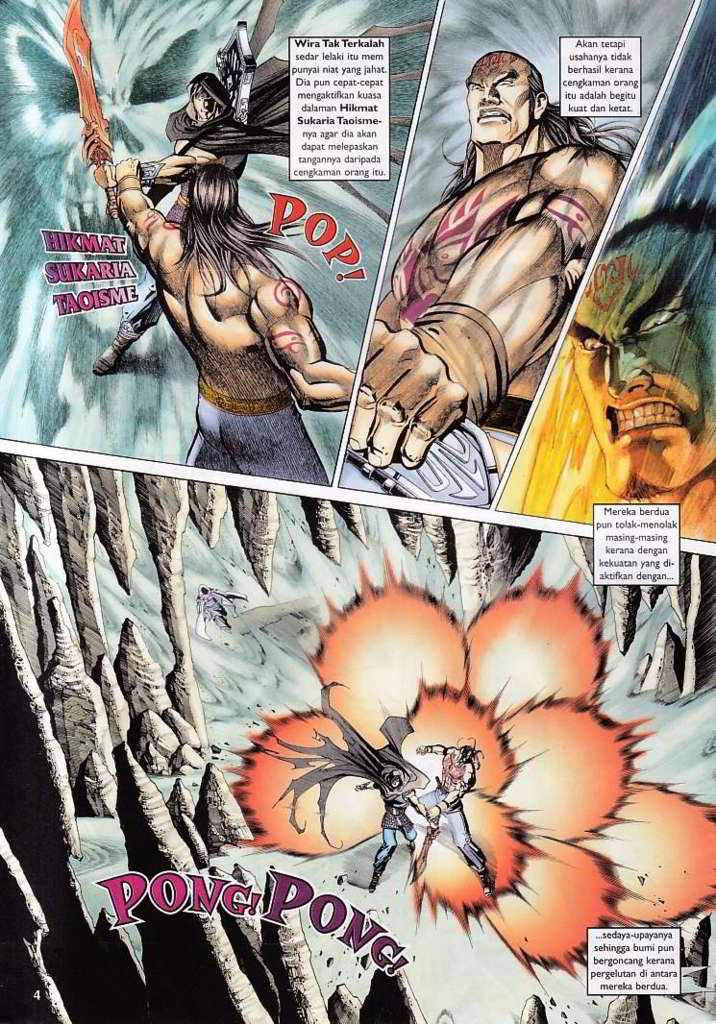 Wira Tak Terkalah
sedar lelaki itu mem
punyai niat yang jahat.
Dia pun cepat-cepat
mengaktifkan kuasa
dalaman Hikmat
Sukaria Taoisme-
nya agar dia akan
dapat melepaskan
tangannya daripada
cengkaman orang itu.
Akan tetapi
usahanya tidak
berhasil kerana
cengkaman orang
itu adalah begitu
kuat dan ketat.
POP!
HIKMAT
SUKARIA
TAOISME
Mereka berdua
pun tolak-menolak
masing-masing
kerana dengan
kekuatan yang di-
aktifkan dengan...
PONG! PONG!
...sedaya-upayanya
sehingga bumi pun
bergoncang kerana
pergelutan di antara
mereka berdua.
4